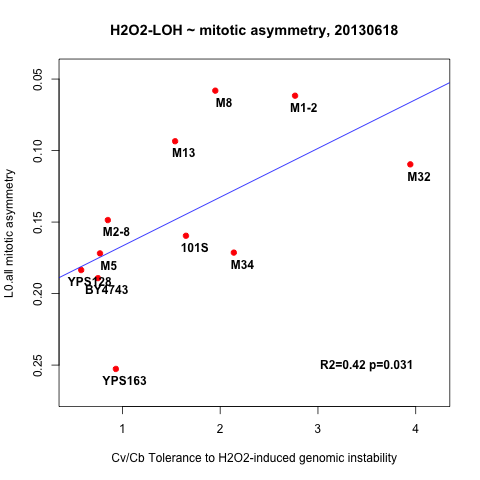 H2O2-LOH ~ mitotic asymmetry, 20130618
L0.all mitotic asymmetry
0.05
0.10
0.15
0.20
0.25
M8
M1-2
M13
M32
M2-8
101S
M5
M34
YPS128
BY4743
YPS163
R2=0.42 p=0.031
1
2
3
4
Cv/Cb Tolerance to H2O2-induced genomic instability